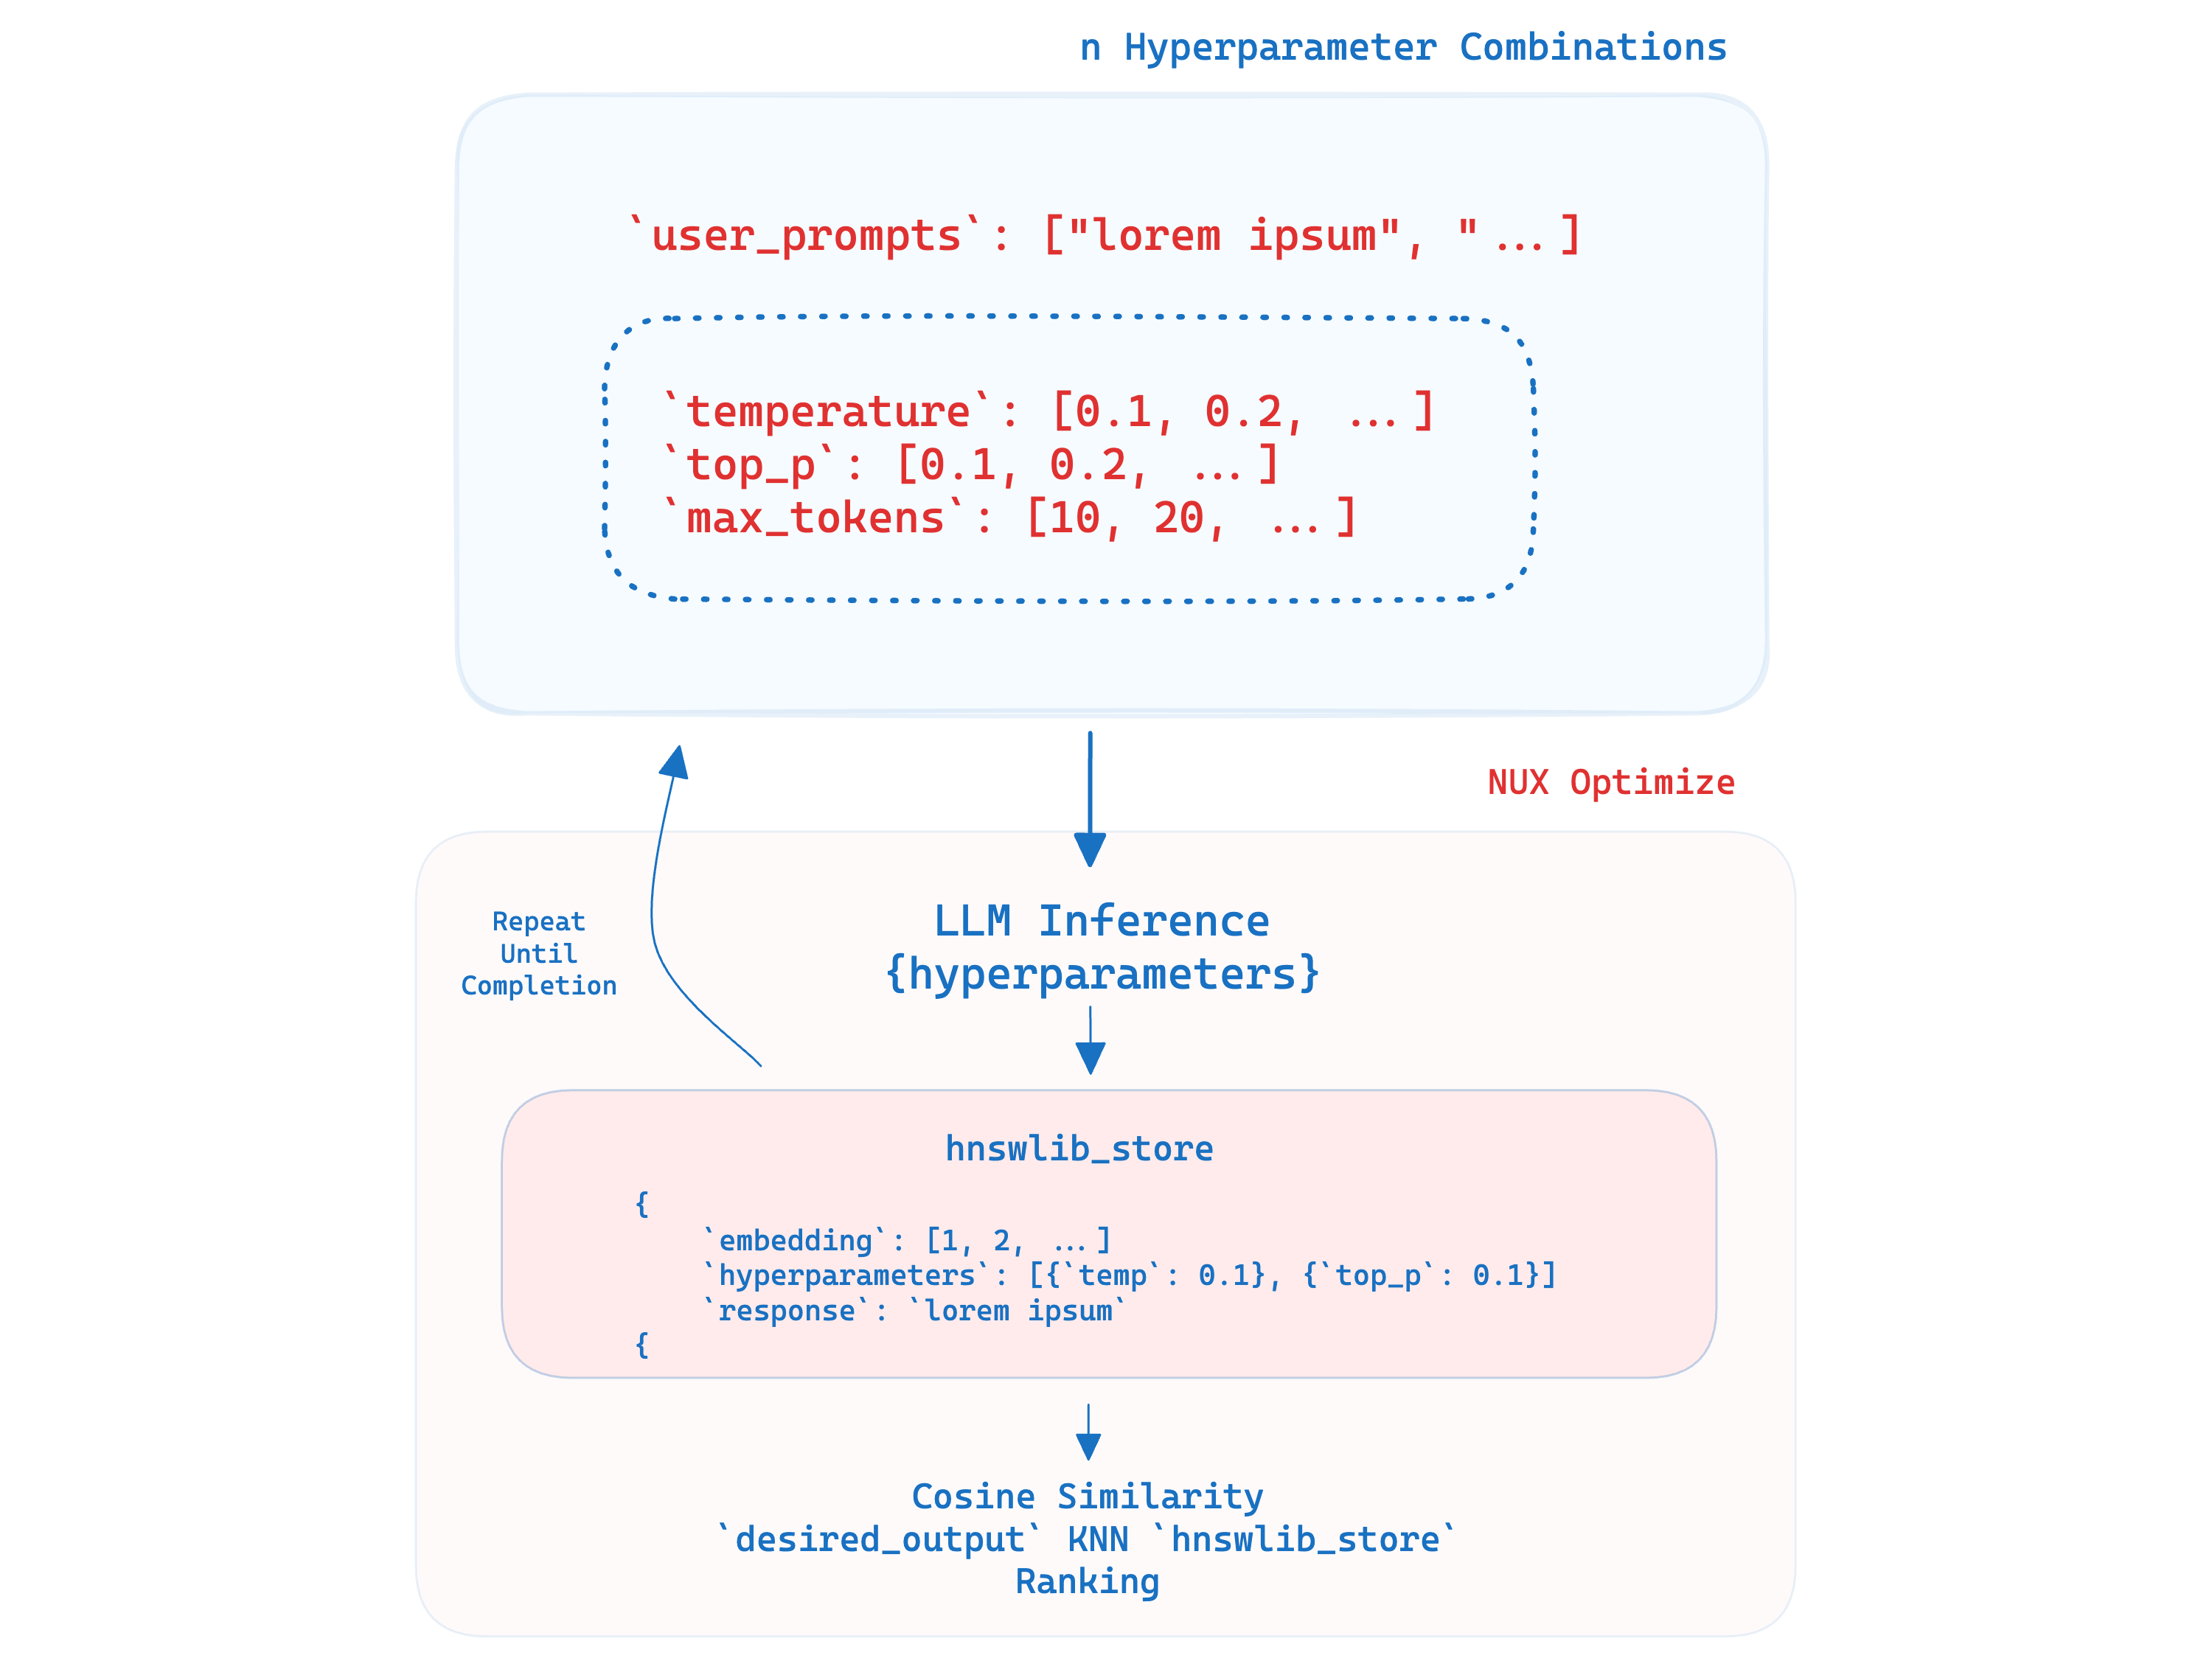 n Hyperparameter Combinations
`user_prompts`: ["lorem ipsum", "...]
`temperature`: [0.1, 0.2, ...]
`top_p`: [0.1, 0.2, ...]
`max_tokens`: [10, 20, ...]
NUX Optimize
Repeat
Until
Completion
LLM Inference
{hyperparameters}
hnswlib_store
{
`embedding`: [1, 2, ...]
`hyperparameters`: [{`temp`: 0.1}, {`top_p`: 0.1}]
`response`: `lorem ipsum`
{
Cosine Similarity
`desired_output` KNN `hnswlib_store`
Ranking